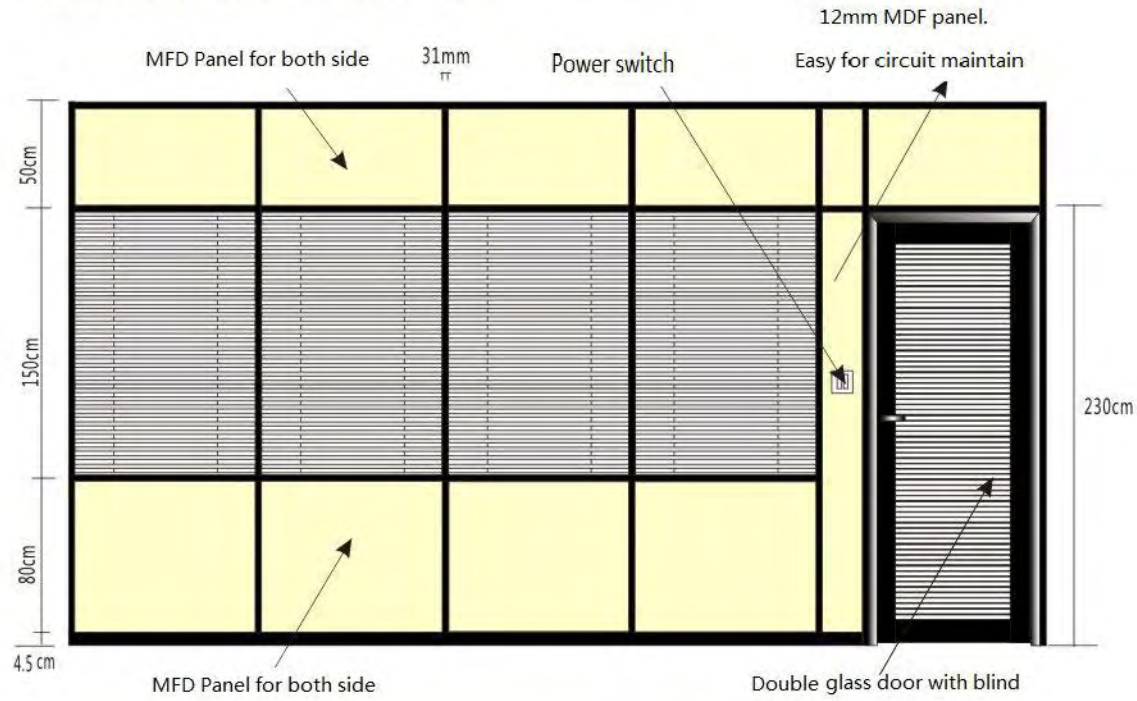 12mm MDF panel.
MFD Panel for both side
31mm
Power switch
Easy for circuit maintain
50cm
150cm
230cm
80cm
4.5 cm
MFD Panel for both side
Double glass door with blind